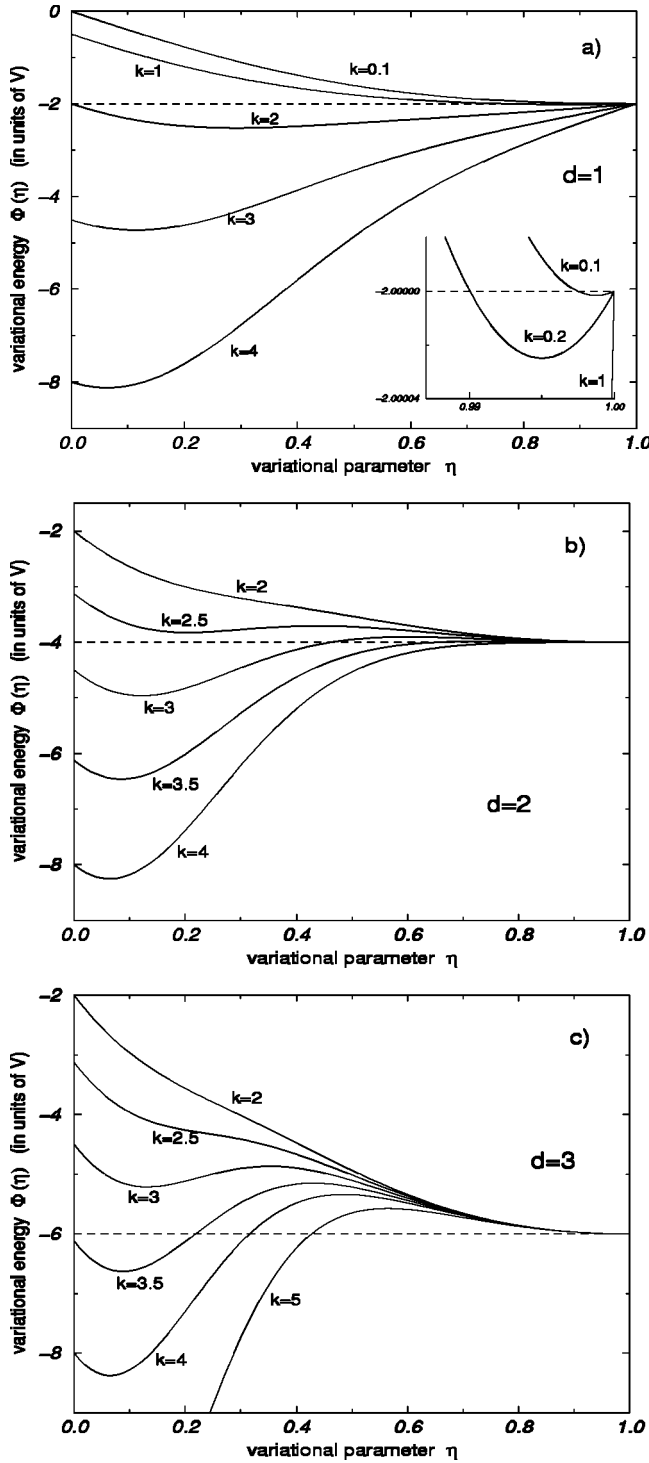 variational energy Φ(η) (in units of V)
0
−2
−4
−6
−8
a)
k=0.1
k=1
k=2
d=1
k=3
k=4
k=0.1
−2.00000
k=0.2
k=1
−2.00004
0.99
1.00
0.0
0.2
0.4
0.6
0.8
1.0
variational parameter η
variational energy Φ(η) (in units of V)
−2
−4
−6
−8
b)
k=2
k=2.5
k=3
k=3.5
d=2
k=4
0.0
0.2
0.4
0.6
0.8
1.0
variational parameter η
variational energy Φ(η) (in units of V)
−2
−4
−6
−8
c)
k=2
k=2.5
d=3
k=3
k=3.5
k=5
k=4
0.0
0.2
0.4
0.6
0.8
1.0
variational parameter η